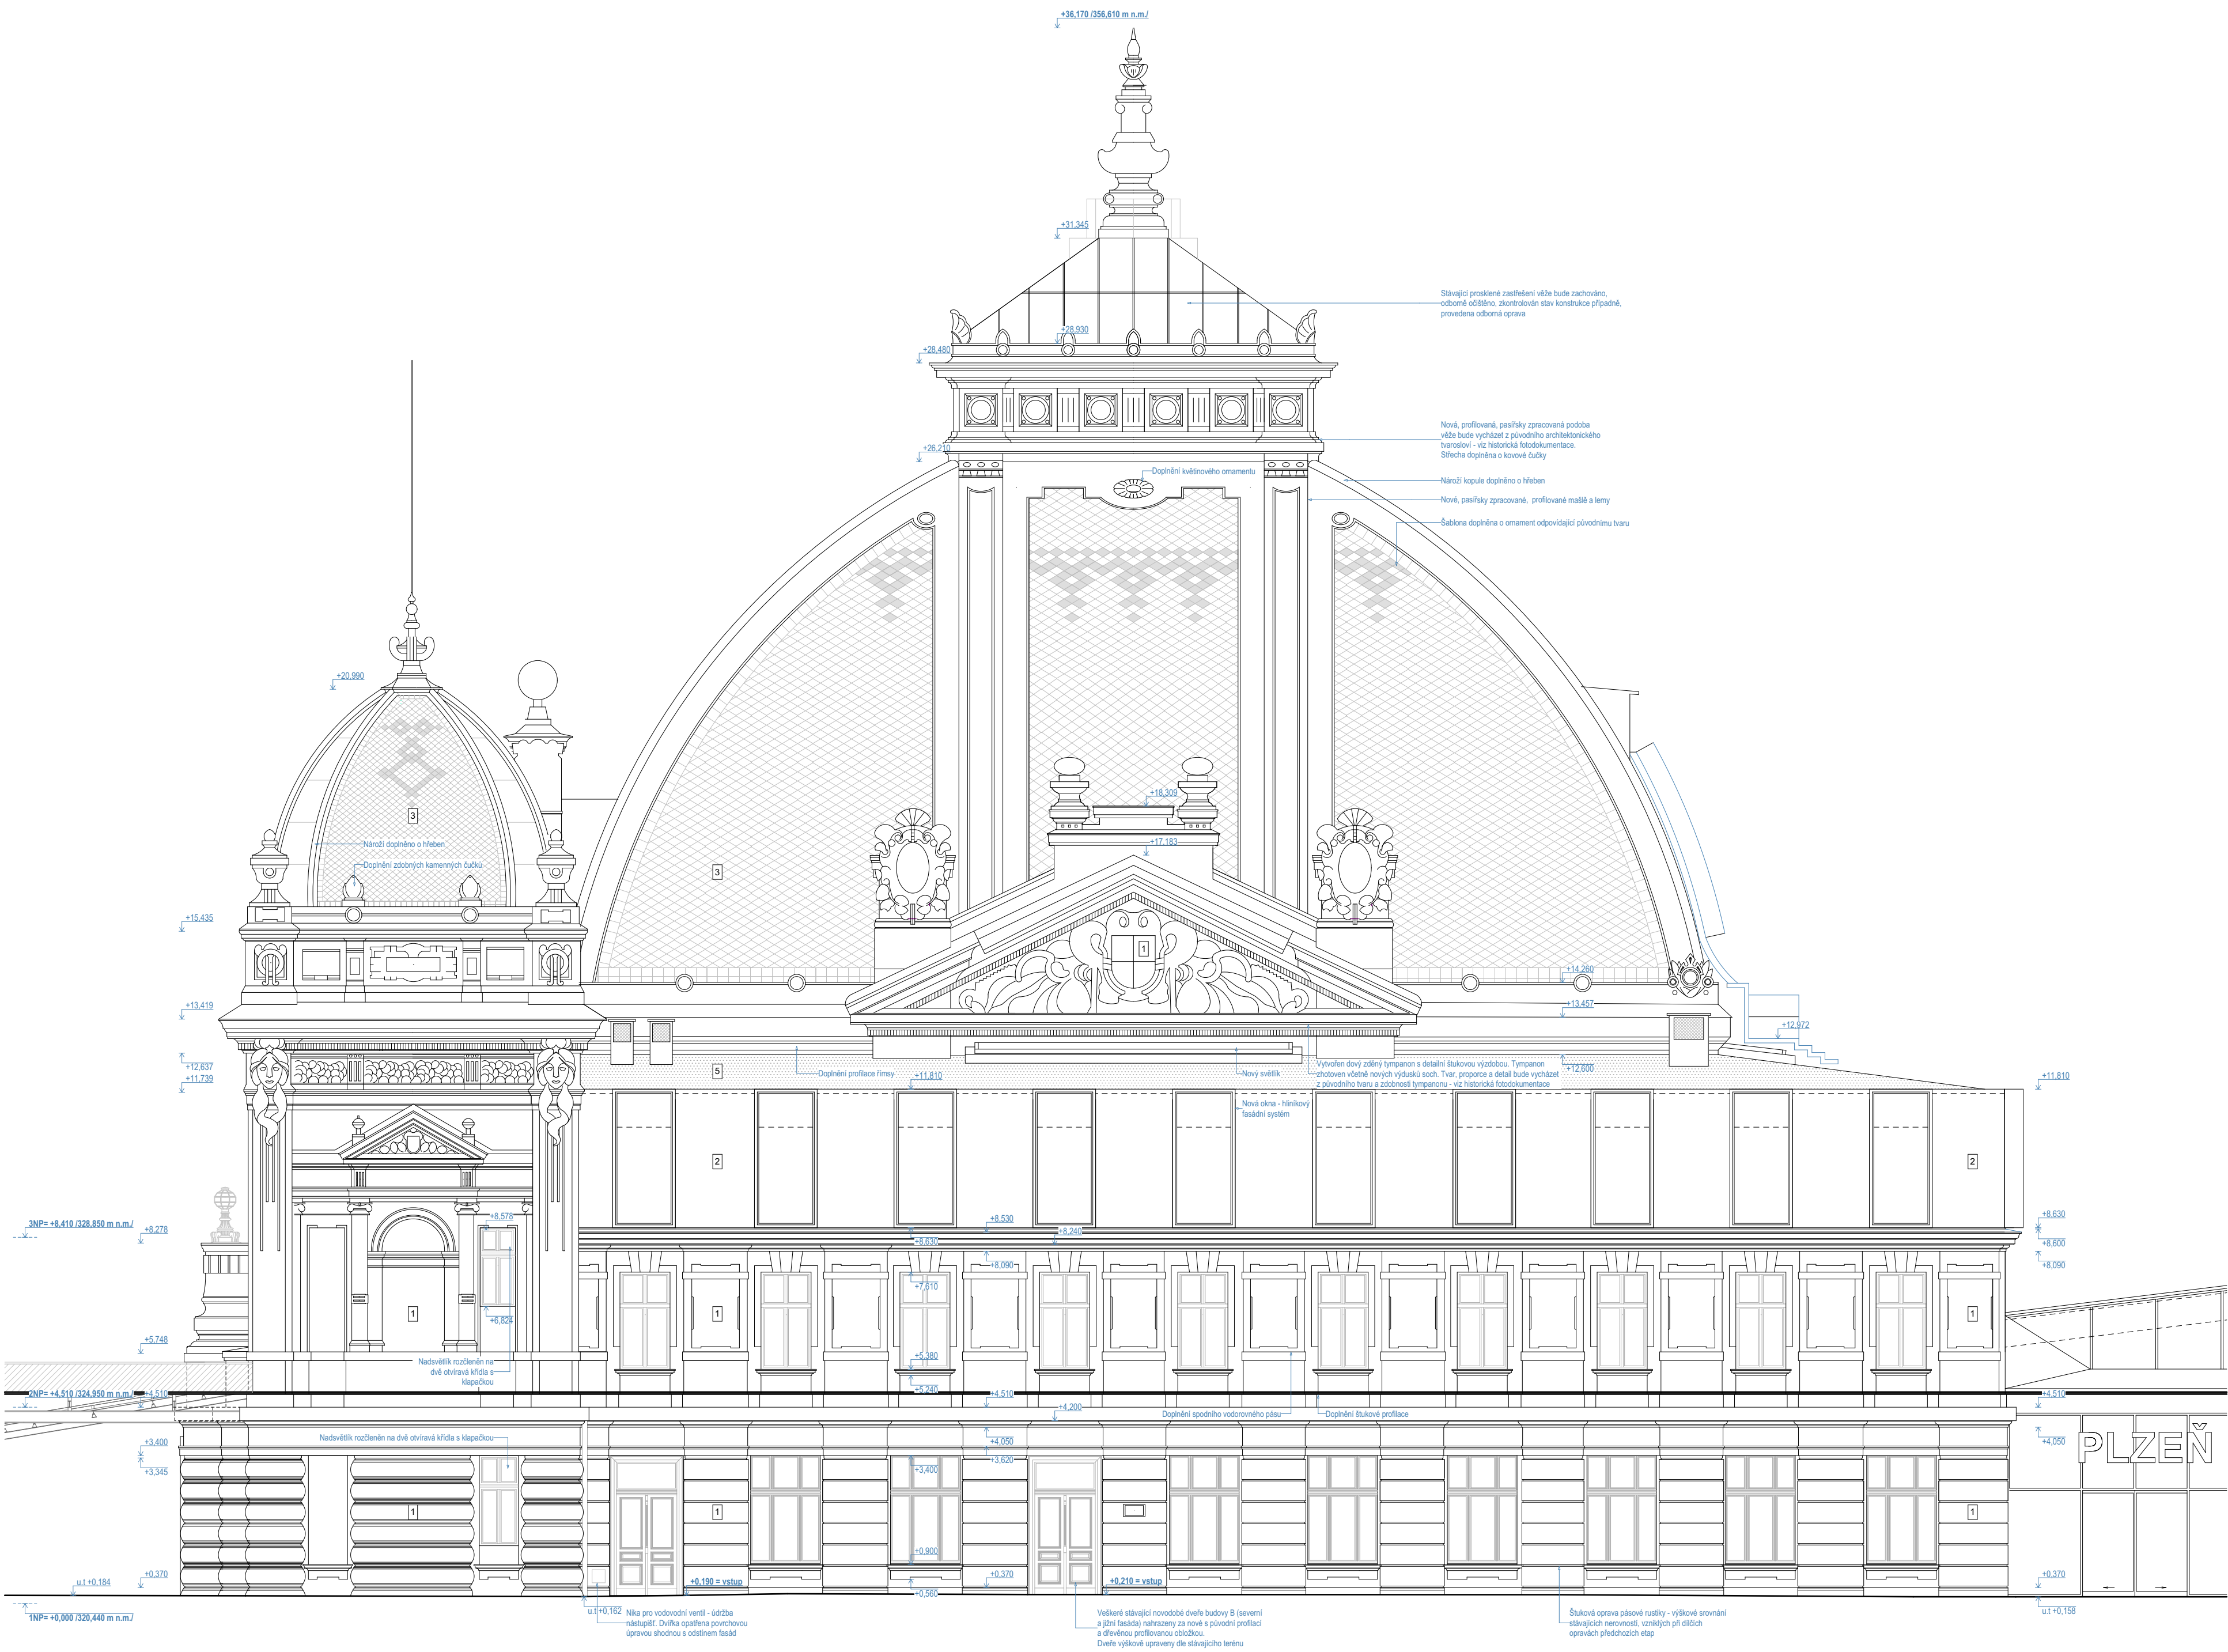 +36,170 /356,610 m n.m./
+31,345
Stávající prosklené zastřešení věže bude zachováno,
odborně očištěno, zkontrolován stav konstrukce případně,
provedena odborná oprava
+28,930
+28,480
Nová, profilovaná, pasířsky zpracovaná podoba
věže bude vycházet z původního architektonického
tvarosloví - viz historická fotodokumentace.
Střecha doplněna o kovové čučky
+26,210
Doplnění květinového ornamentu
Nároží kopule doplněno o hřeben
Nové, pasířsky zpracované, profilované mašlě a lemy
Šablona doplněna o ornament odpovídající původnímu tvaru
+20,990
+18,309
3
+17,183
Nároží doplněno o hřeben
Doplnění zdobných kamenných čučků
3
+15,435
1
+14,260
+13,419
+13,457
+12,972
+12,637
+11,739
5
Doplnění profilace římsy
+11,810
Nový světlík
Vytvořen dový zděný tympanon s detailní štukovou výzdobou. Tympanon
zhotoven včetně nových výdusků soch. Tvar, proporce a detail bude vycházet
z původního tvaru a zdobnosti tympanonu - viz historická fotodokumentace
+12,600
+11,810
Nová okna - hliníkový
fasádní systém
2
2
3NP= +8,410 /328,850 m n.m./
+8,278
+8,578
+8,530
+8,240
+8,630
+8,630
+8,600
+8,090
+8,090
+7,610
1
+6,824
1
1
+5,748
+5,380
Nadsvětlík rozčleněn na
dvě otvíravá křídla s
klapačkou
+5,240
2NP= +4,510 /324,950 m n.m./
+4,510
+4,510
+4,510
+4,200
Doplnění spodního vodorovného pásu
Doplnění štukové profilace
Nadsvětlík rozčleněn na dvě otvíravá křídla s klapačkou
+4,050
+4,050
PLZEŇ
+3,400
+3,345
+3,620
+3,400
1
1
1
+0,900
+0,370
+0,370
+0,370
u.t +0,184
+0,190 = vstup
+0,560
+0,210 = vstup
u.t +0,162
u.t +0,158
1NP= +0,000 /320,440 m n.m./
Nika pro vodovodní ventil - údržba
nástupišť. Dvířka opatřena povrchovou
úpravou shodnou s odstínem fasád
Veškeré stávající novodobé dveře budovy B (severní
a jižní fasáda) nahrazeny za nové s původní profilací
a dřevěnou profilovanou obložkou.
Dveře výškově upraveny dle stávajícího terénu
Štuková oprava pásové rustiky - výškové srovnání
stávajících nerovností, vzniklých při dílčích
opravách předchozích etap